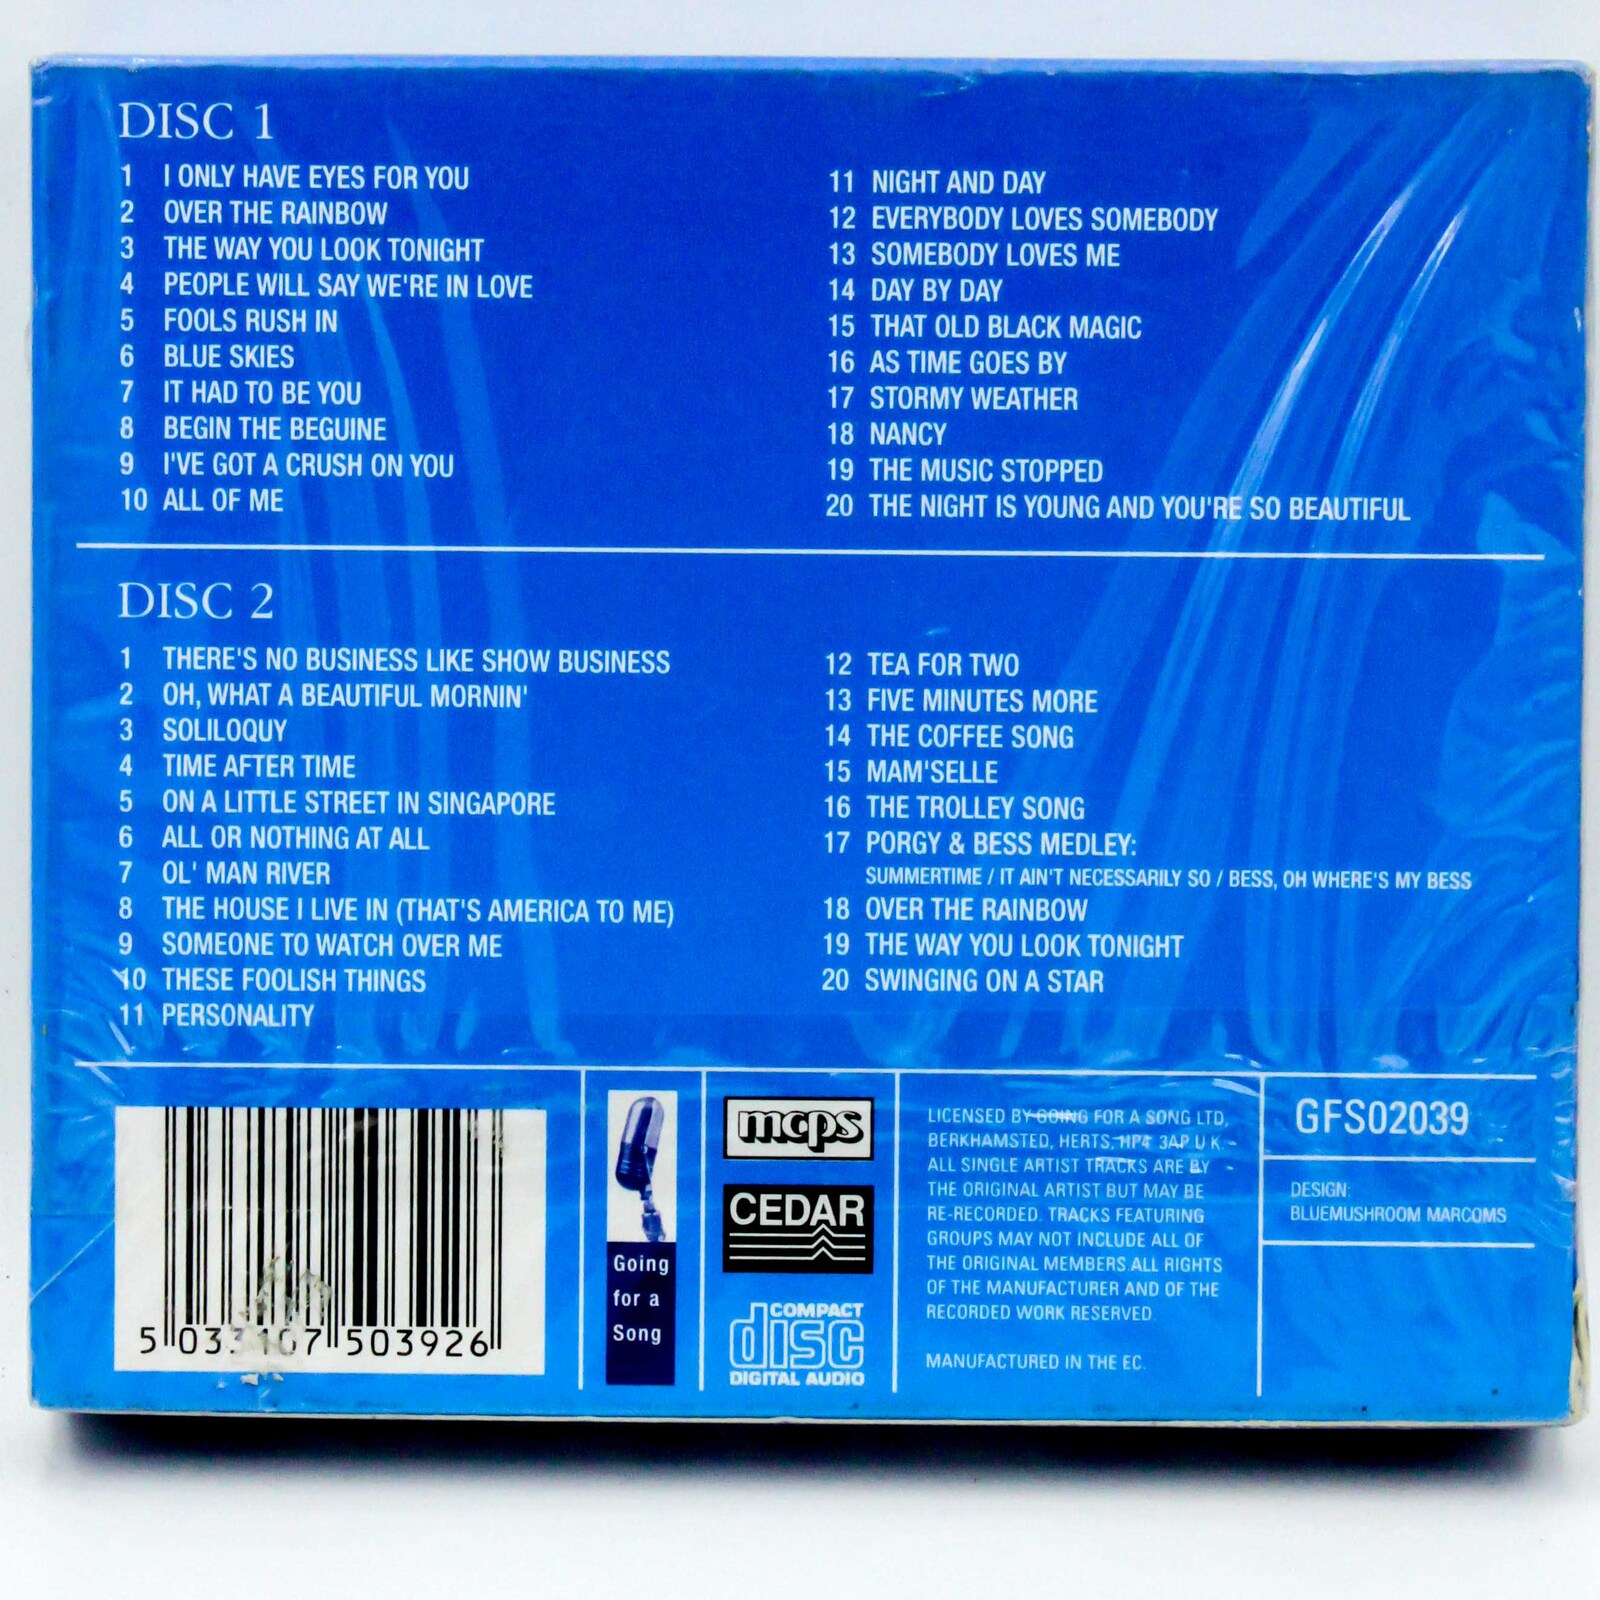 DISC 1
1 I ONLY HAVE EYES FOR YOU
2 OVER THE RAINBOW
3 THE WAY YOU LOOK TONIGHT
4 PEOPLE WILL SAY WE'RE IN LOVE
5 FOOLS RUSH IN
6 BLUE SKIES
7 IT HAD TO BE YOU
8 BEGIN THE BEGUINE
9 I'VE GOT A CRUSH ON YOU
10 ALL OF ME
11 NIGHT AND DAY
12 EVERYBODY LOVES SOMEBODY
13 SOMEBODY LOVES ME
14 DAY BY DAY
15 THAT OLD BLACK MAGIC
16 AS TIME GOES BY
17 STORMY WEATHER
18 NANCY
19 THE MUSIC STOPPED
20 THE NIGHT IS YOUNG AND YOU'RE SO BEAUTIFUL
DISC 2
1 THERE'S NO BUSINESS LIKE SHOW BUSINESS
2 OH, WHAT A BEAUTIFUL MORNIN'
3 SOLILOQUY
4 TIME AFTER TIME
5 ON A LITTLE STREET IN SINGAPORE
6 ALL OR NOTHING AT ALL
7 OL' MAN RIVER
8 THE HOUSE I LIVE IN (THAT'S AMERICA TO ME)
9 SOMEONE TO WATCH OVER ME
10 THESE FOOLISH THINGS
11 PERSONALITY
12 TEA FOR TWO
13 FIVE MINUTES MORE
14 THE COFFEE SONG
15 MAM'SELLE
16 THE TROLLEY SONG
17 PORGY & BESS MEDLEY:
SUMMERTIME / IT AIN'T NECESSARILY SO / BESS, OH WHERE'S MY BESS
18 OVER THE RAINBOW
19 THE WAY YOU LOOK TONIGHT
20 SWINGING ON A STAR
5 503926
Going
for a
Song
mcps
CEDAR
COMPACT
disc
DIGITAL AUDIO
LICENSED BY GOING FOR A SONG LTD,
BERKHAMSTED, HERTS, HP4 3AP U.K.
ALL SINGLE ARTIST TRACKS ARE BY
THE ORIGINAL ARTIST BUT MAY BE
RE-RECORDED. TRACKS FEATURING
GROUPS MAY NOT INCLUDE ALL OF
THE ORIGINAL MEMBERS.ALL RIGHTS
OF THE MANUFACTURER AND OF THE
RECORDED WORK RESERVED.
MANUFACTURED IN THE EC.
GFS02039
DESIGN:
BLUEMUSHROOM MARCOMS